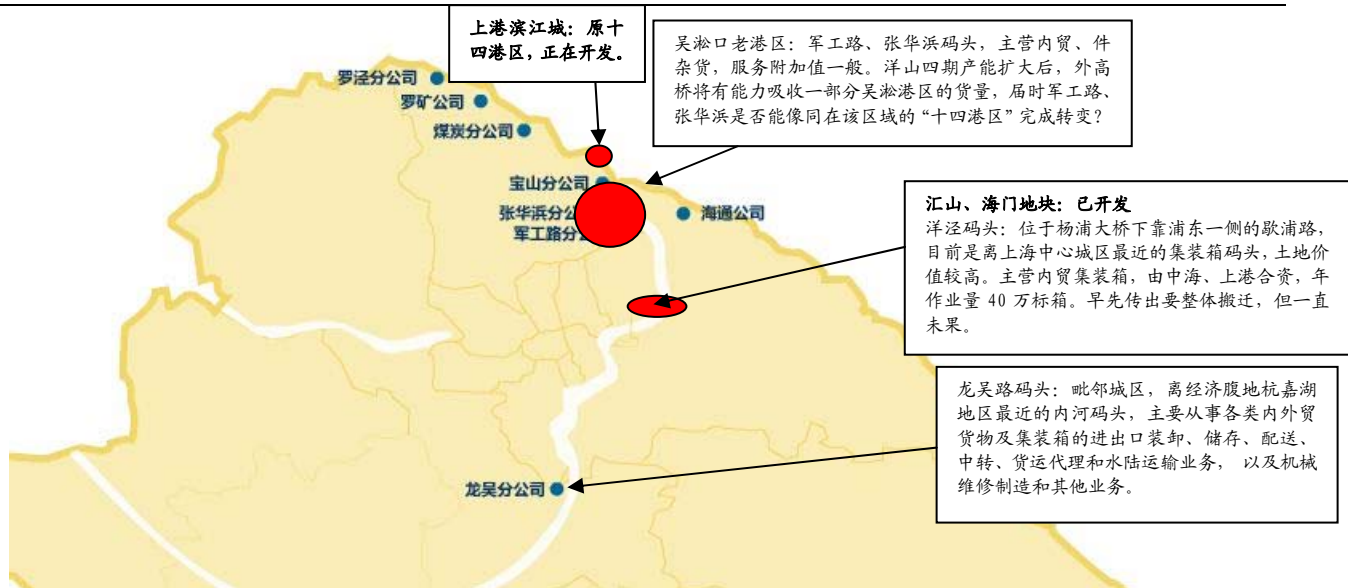 上港滨江城：原十
四港区，正在开发。
吴淞口老港区：军工路、张华浜码头，主营内贸、件
杂货，服务附加值一般。洋山四期产能扩大后，外高
桥将有能力吸收一部分吴淞港区的货量，届时军工路、
张华浜是否能像同在该区域的“十四港区”完成转变？
罗泾分公司
罗矿公司
煤炭分公司
宝山分公司
张华浜分公
军工路分
海通公司
汇山、海门地块：已开发
洋泾码头：位于杨浦大桥下靠浦东一侧的歇浦路，
目前是离上海中心城区最近的集装箱码头，土地价
值较高。主营内贸集装箱，由中海、上港合资，年
作业量 40 万标箱。早先传出要整体搬迁，但一直
未果。
龙吴路码头：毗邻城区，离经济腹地杭嘉湖
地区最近的内河码头，主要从事各类内外贸
货物及集装箱的进出口装卸、储存、配送、
中转、货运代理和水陆运输业务， 以及机械
维修制造和其他业务。
龙吴分公司